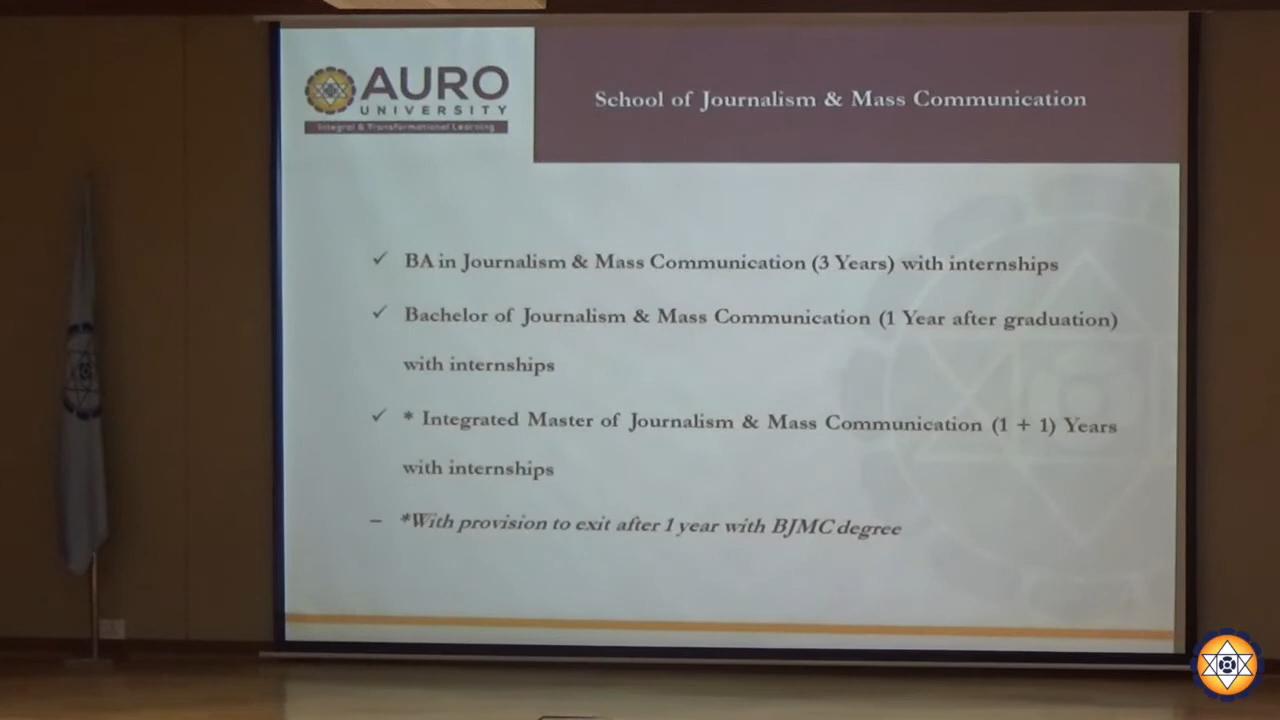 AURO
UNIVERSITY
Integral & Transformational Learning
School of Journalism & Mass Communication
✓ BA in Journalism & Mass Communication (3 Years) with internships
✓ Bachelor of Journalism & Mass Communication (1 Year after graduation)
with internships
✓ * Integrated Master of Journalism & Mass Communication (1 + 1) Years
with internships
– *With provision to exit after 1 year with BJMC degree